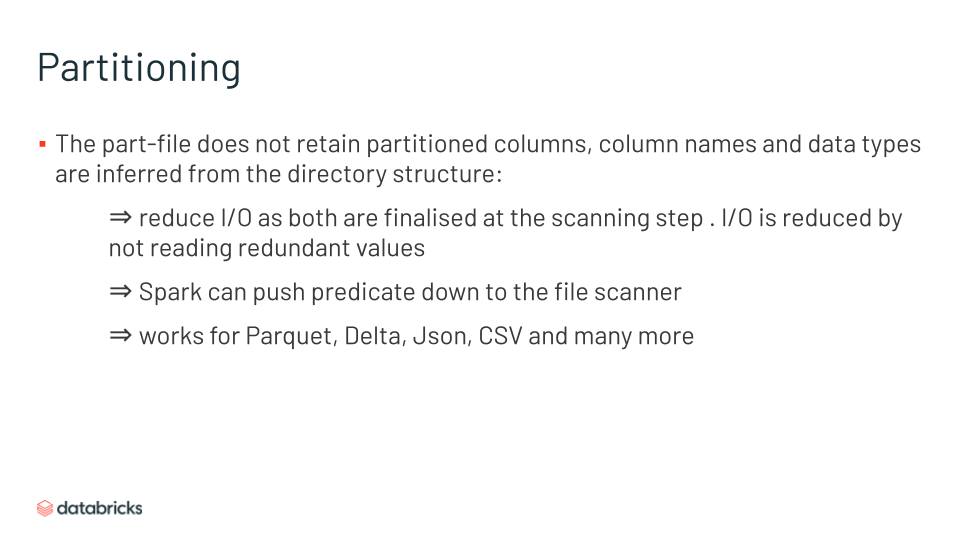 Partitioning
▪ The part-file does not retain partitioned columns, column names and data types
are inferred from the directory structure:
⇒ reduce I/O as both are finalised at the scanning step . I/O is reduced by
not reading redundant values
⇒ Spark can push predicate down to the file scanner
⇒ works for Parquet, Delta, Json, CSV and many more
databricks